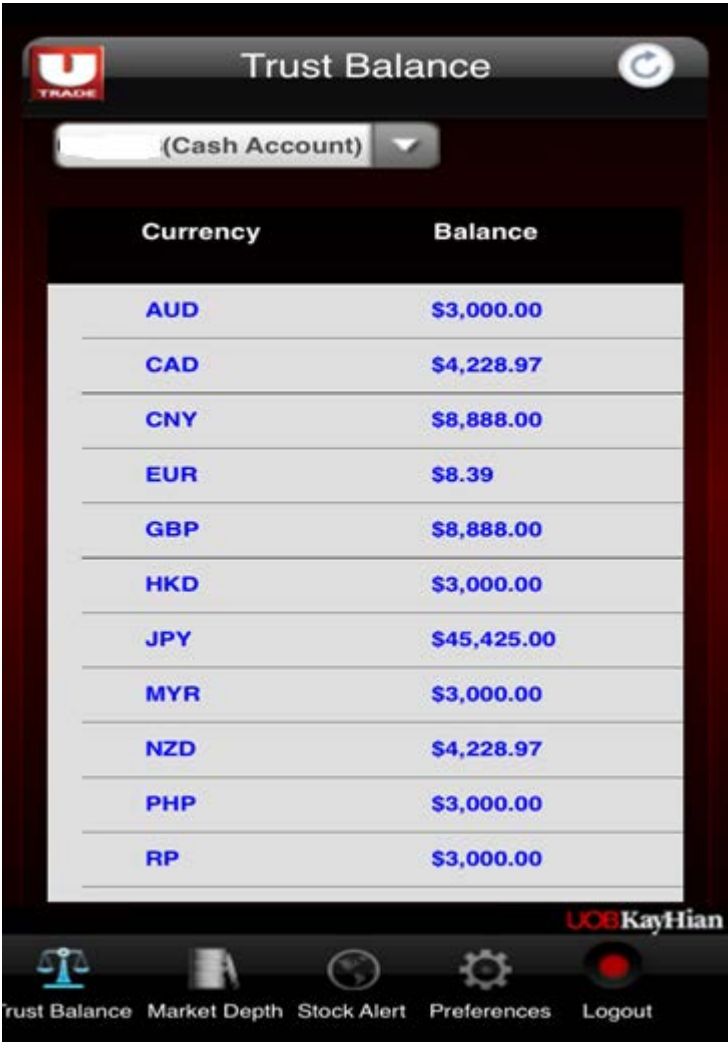 U
TRADE
Trust Balance
(Cash Account)
Currency Balance
AUD $3,000.00
CAD $4,228.97
CNY $8,888.00
EUR $8.39
GBP $8,888.00
HKD $3,000.00
JPY $45,425.00
MYR $3,000.00
NZD $4,228.97
PHP $3,000.00
RP $3,000.00
UOBKayHian
Trust Balance Market Depth Stock Alert Preferences Logout